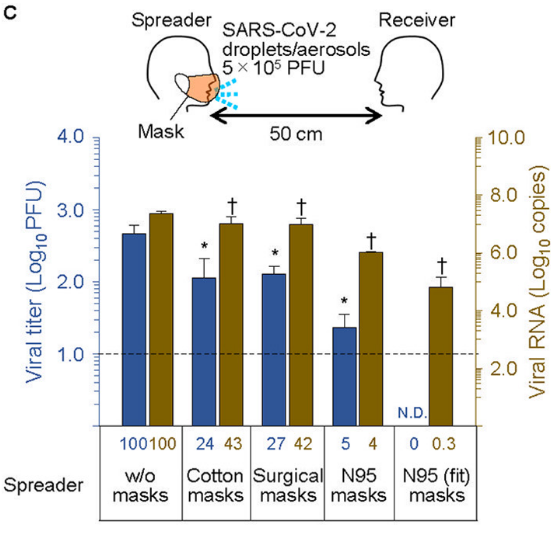 C
Spreader
Receiver
SARS-CoV-2
droplets/aerosols
5 × 10⁵ PFU
Mask
50 cm
Viral titer (Log₁₀ PFU)
4.0
3.0
2.0
1.0
10.0
8.0
6.0
4.0
2.0
Viral RNA (Log₁₀ copies)
†
†
†
†
*
*
*
N.D.
100 100 24 43 27 42 5 4 0 0.3
Spreader
w/o masks
Cotton masks
Surgical masks
N95 masks
N95 (fit) masks